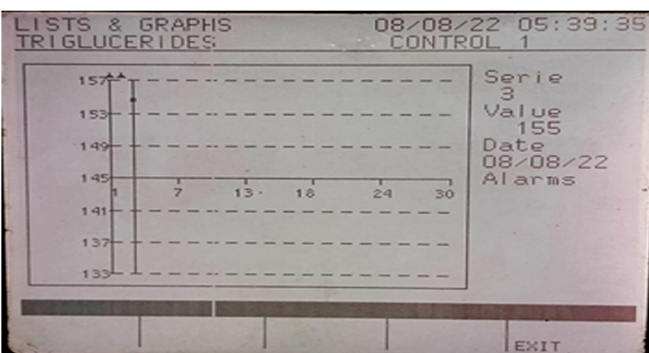 LISTS & GRAPHS 08/08/22 05:39:35
TRIGLUCERIDES CONTROL 1
157
153
149
145
141
137
133
1 7 13 18 24 30
Serie
3
Value
155
Date
08/08/22
Alarms
EXIT